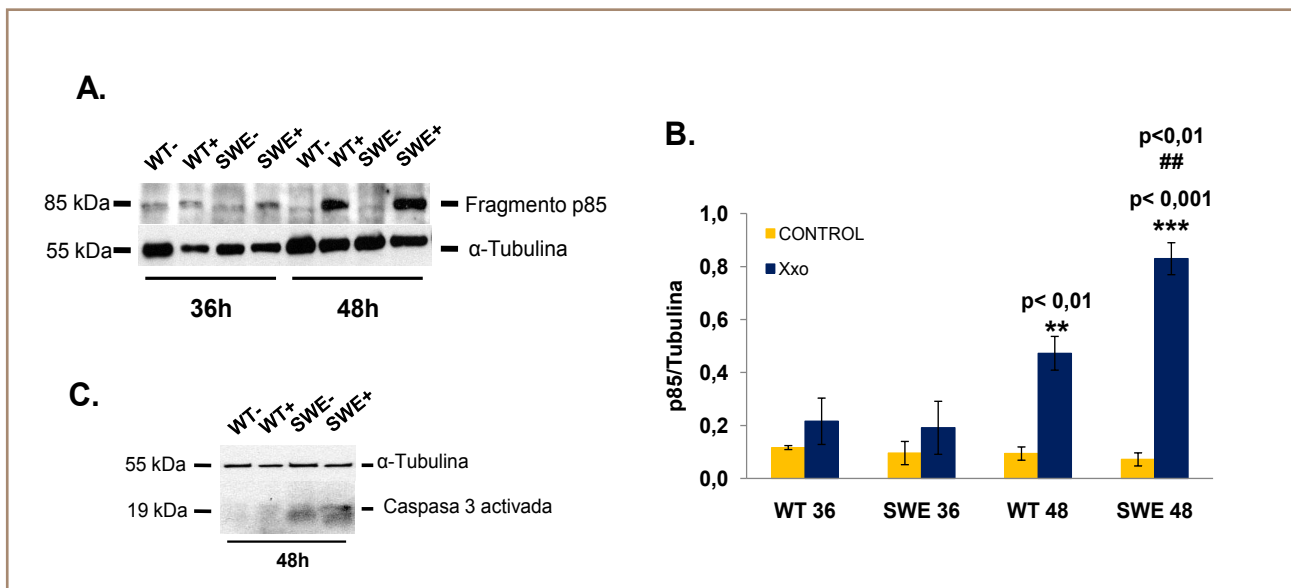 A.
WT- WT+ SWE- SWE+ WT- WT+ SWE- SWE+
85 kDa Fragmento p85
55 kDa α-Tubulina
36h 48h
B.
p<0,01
##
p< 0,001
***
p< 0,01
**
CONTROL
Xxo
p85/Tubulina
1,0
0,8
0,6
0,4
0,2
0,0
WT 36 SWE 36 WT 48 SWE 48
C.
WT- WT+ SWE- SWE+
55 kDa α-Tubulina
19 kDa Caspasa 3 activada
48h